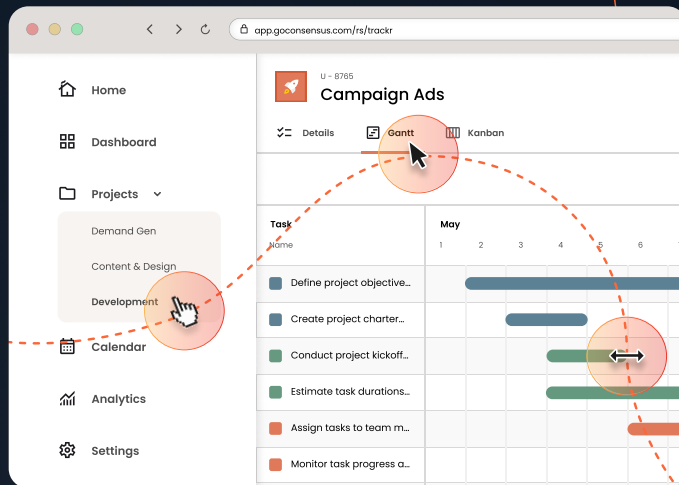 app.goconsensus.com/rs/trackr
Home
Dashboard
Projects
Demand Gen
Content & Design
Development
Calendar
Analytics
Settings
U - 8765
Campaign Ads
Details
Gantt
Kanban
Task
May
Name
1 2 3 4 5 6
Define project objective...
Create project charter...
Conduct project kickoff...
Estimate task durations...
Assign tasks to team m...
Monitor task progress a...